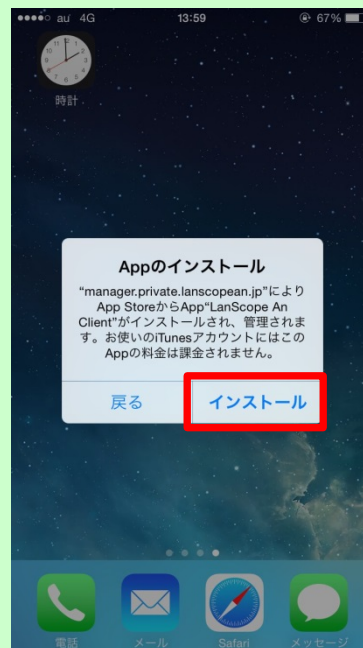 au 4G 13:59 67%
時計
Appのインストール
“manager.private.lanscopean.jp”により
App StoreからApp“LanScope An
Client”がインストールされ、管理されま
す。お使いのiTunesアカウントにはこの
Appの料金は課金されません。
戻る インストール
電話 メール Safari メッセージ